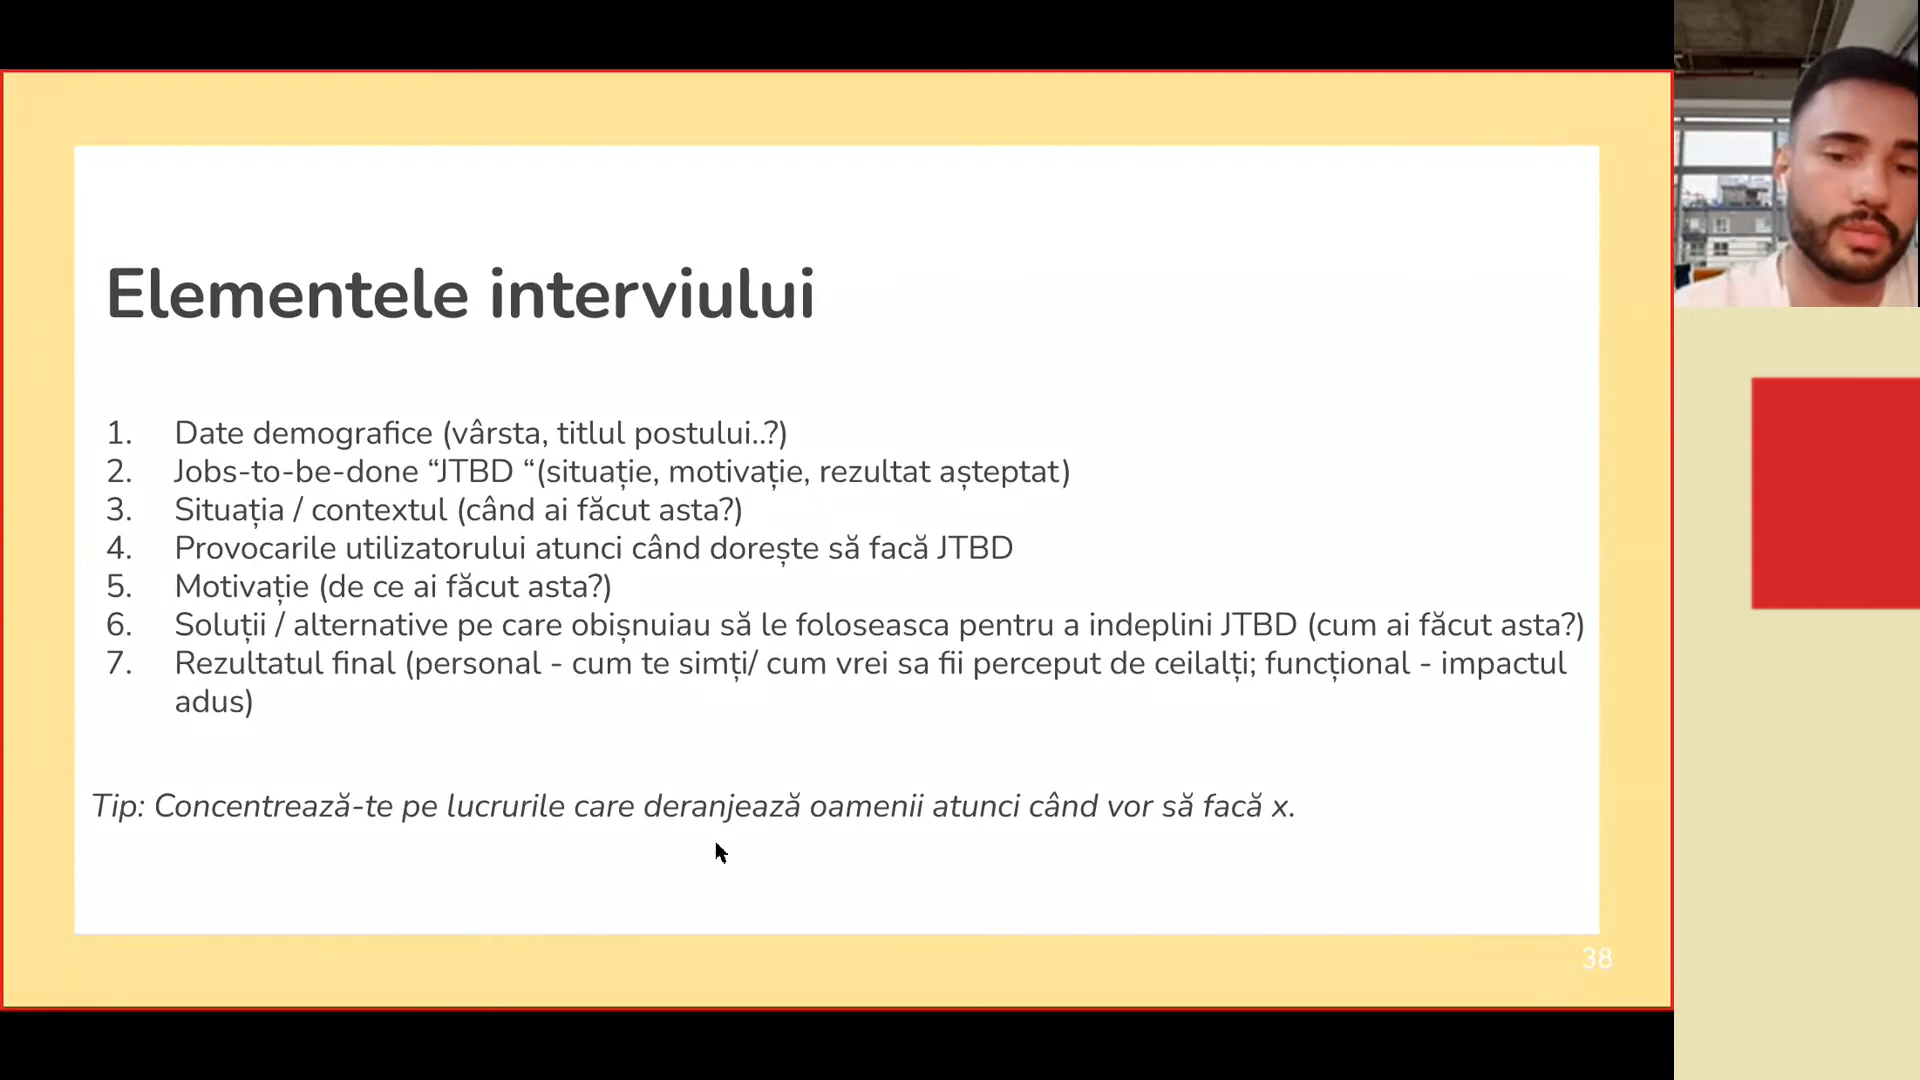 Elementele interviului
1. Date demografice (vârsta, titlul postului..?)
2. Jobs-to-be-done “JTBD “(situație, motivație, rezultat așteptat)
3. Situația / contextul (când ai făcut asta?)
4. Provocarile utilizatorului atunci când dorește să facă JTBD
5. Motivație (de ce ai făcut asta?)
6. Soluții / alternative pe care obișnuiau să le foloseasca pentru a indeplini JTBD (cum ai făcut asta?)
7. Rezultatul final (personal - cum te simți/ cum vrei sa fii perceput de ceilalți; funcțional - impactul
adus)
Tip: Concentrează-te pe lucrurile care deranjează oamenii atunci când vor să facă x.
38